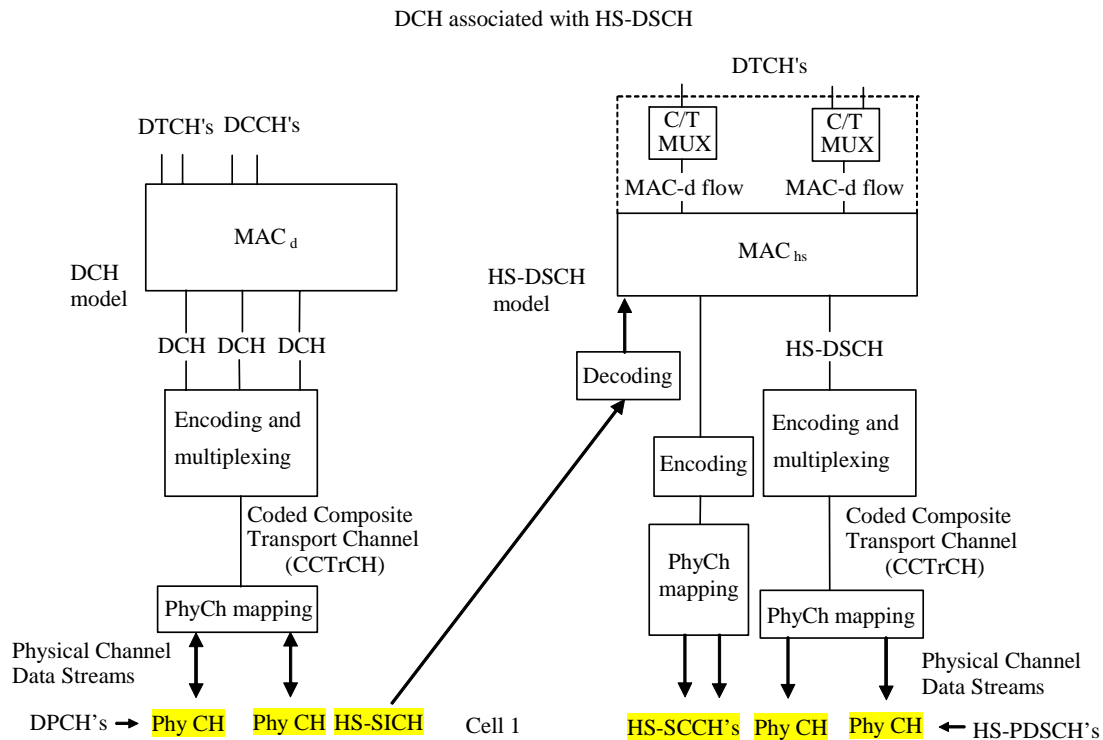 DCH associated with HS-DSCH
DTCH's
C/T
MUX
C/T
MUX
DTCH's DCCH's
MAC-d flow
MAC-d flow
MAC d
MAC hs
DCH
model
HS-DSCH
model
DCH DCH DCH
HS-DSCH
Decoding
Encoding and
multiplexing
Encoding
Encoding and
multiplexing
Coded Composite
Transport Channel
(CCTrCH)
PhyCh
mapping
Coded Composite
Transport Channel
(CCTrCH)
PhyCh mapping
PhyCh mapping
Physical Channel
Data Streams
Physical Channel
Data Streams
DPCH's Phy CH Phy CH HS-SICH Cell 1 HS-SCCH's Phy CH Phy CH HS-PDSCH's